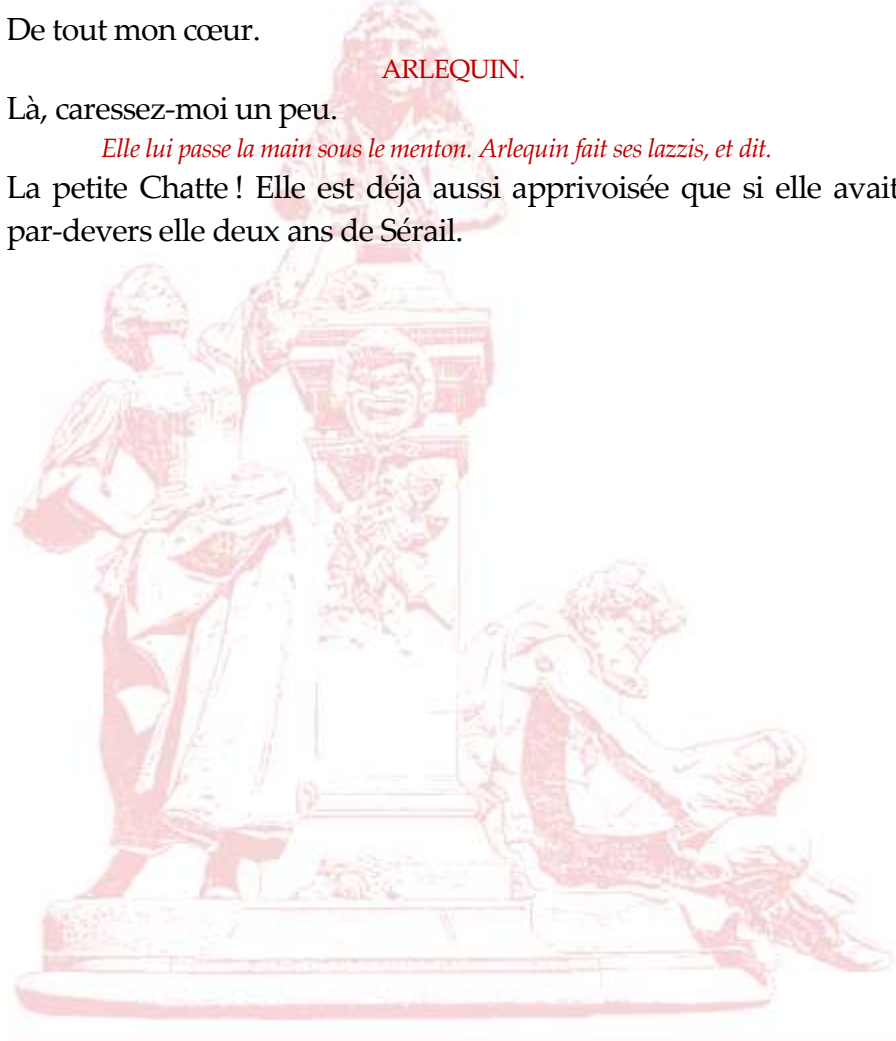 De tout mon cœur.
ARLEQUIN.
Là, caressez-moi un peu.
Elle lui passe la main sous le menton. Arlequin fait ses lazzis, et dit.
La petite Chatte ! Elle est déjà aussi apprivoisée que si elle avait
par-devers elle deux ans de Sérail.